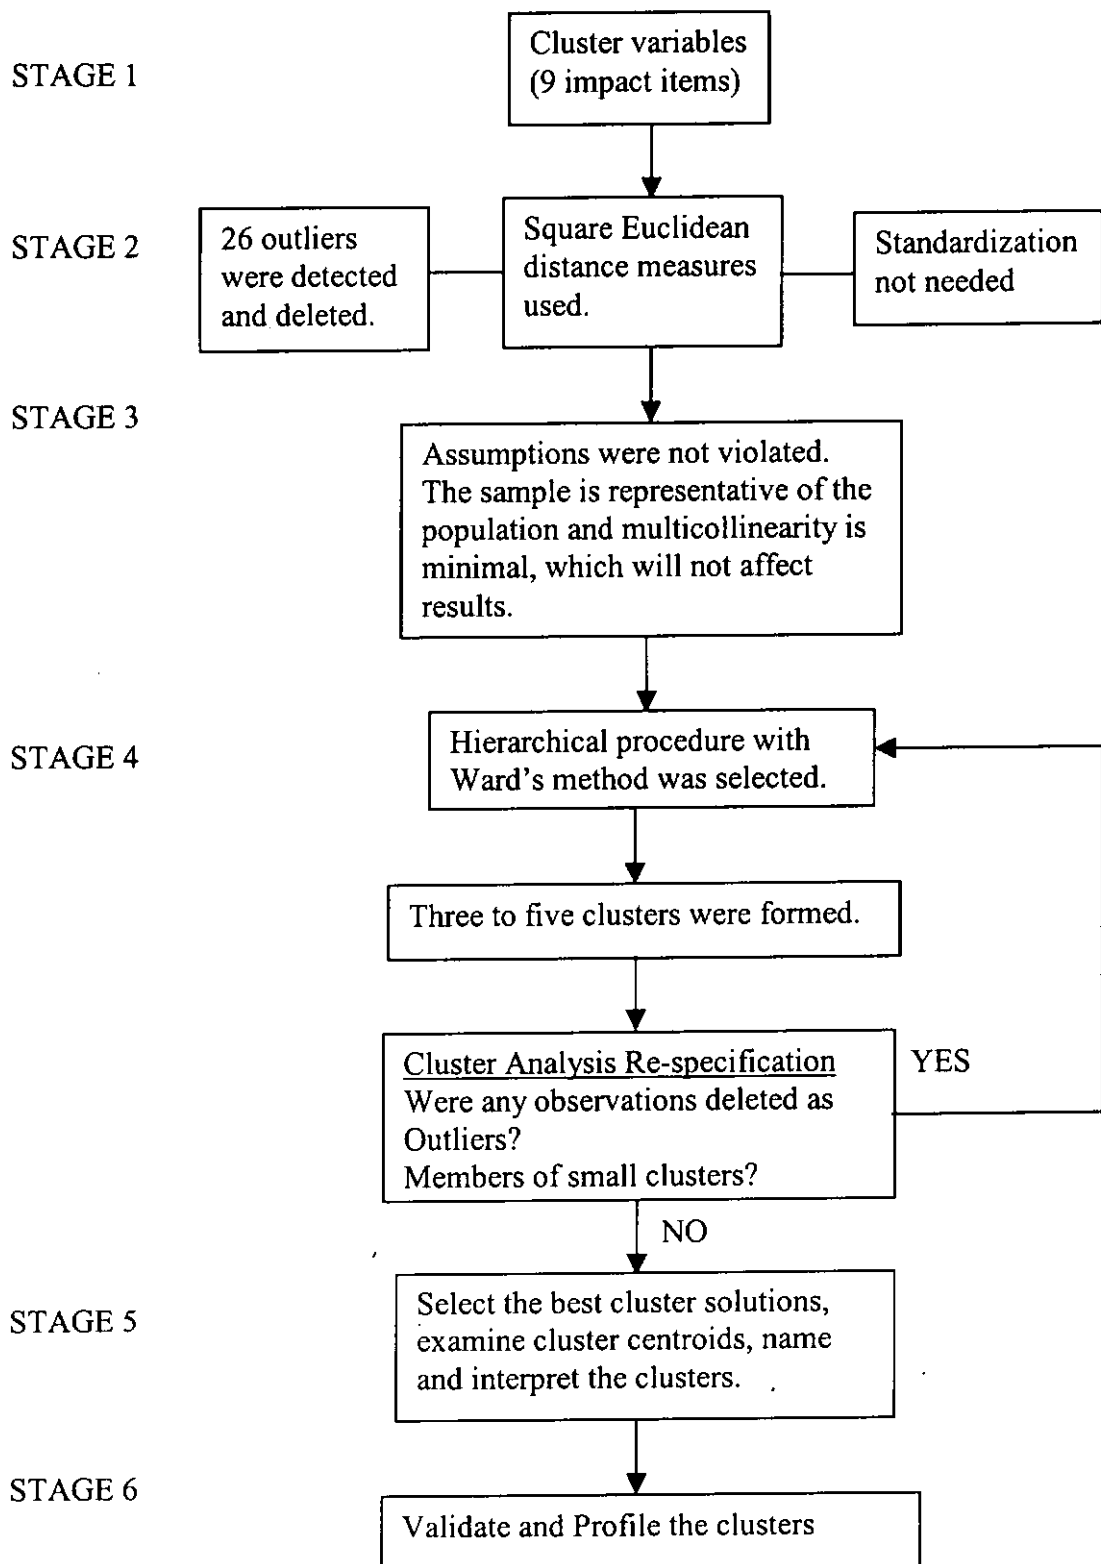 STAGE 1
Cluster variables
(9 impact items)
STAGE 2
26 outliers
were detected
and deleted.
Square Euclidean
distance measures
used.
Standardization
not needed
STAGE 3
Assumptions were not violated.
The sample is representative of the
population and multicollinearity is
minimal, which will not affect
results.
STAGE 4
Hierarchical procedure with
Ward's method was selected.
Three to five clusters were formed.
Cluster Analysis Re-specification
Were any observations deleted as
Outliers?
Members of small clusters?
YES
NO
STAGE 5
Select the best cluster solutions,
examine cluster centroids, name
and interpret the clusters.
STAGE 6
Validate and Profile the clusters